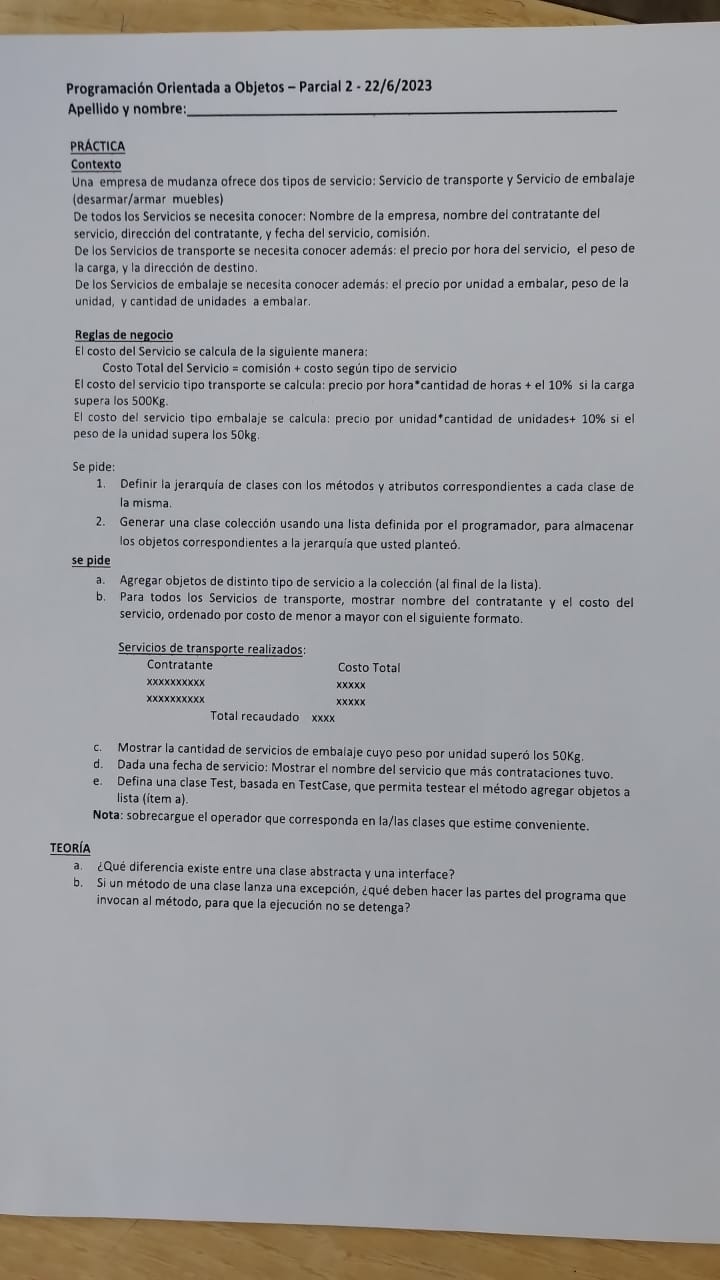 Programación Orientada a Objetos – Parcial 2 - 22/6/2023
Apellido y nombre:
PRÁCTICA
Contexto
Una empresa de mudanza ofrece dos tipos de servicio: Servicio de transporte y Servicio de embalaje
(desarmar/armar muebles)
De todos los Servicios se necesita conocer: Nombre de la empresa, nombre del contratante del
servicio, dirección del contratante, y fecha del servicio, comisión.
De los Servicios de transporte se necesita conocer además: el precio por hora del servicio, el peso de
la carga, y la dirección de destino.
De los Servicios de embalaje se necesita conocer además: el precio por unidad a embalar, peso de la
unidad, y cantidad de unidades a embalar.
Reglas de negocio
El costo del Servicio se calcula de la siguiente manera:
Costo Total del Servicio = comisión + costo según tipo de servicio
El costo del servicio tipo transporte se calcula: precio por hora*cantidad de horas + el 10% si la carga
supera los 500Kg.
El costo del servicio tipo embalaje se calcula: precio por unidad*cantidad de unidades+ 10% si el
peso de la unidad supera los 50kg.
Se pide:
1. Definir la jerarquía de clases con los métodos y atributos correspondientes a cada clase de
la misma.
2. Generar una clase colección usando una lista definida por el programador, para almacenar
los objetos correspondientes a la jerarquía que usted planteó.
se pide
a. Agregar objetos de distinto tipo de servicio a la colección (al final de la lista).
b. Para todos los Servicios de transporte, mostrar nombre del contratante y el costo del
servicio, ordenado por costo de menor a mayor con el siguiente formato.
Servicios de transporte realizados:
Contratante Costo Total
xxxxxxxxxx xxxxx
xxxxxxxxxx xxxxx
Total recaudado xxxx
c. Mostrar la cantidad de servicios de embalaje cuyo peso por unidad superó los 50Kg.
d. Dada una fecha de servicio: Mostrar el nombre del servicio que más contrataciones tuvo.
e. Defina una clase Test, basada en TestCase, que permita testear el método agregar objetos a
lista (ítem a).
Nota: sobrecargue el operador que corresponda en la/las clases que estime conveniente.
TEORÍA
a. ¿Qué diferencia existe entre una clase abstracta y una interface?
b. Si un método de una clase lanza una excepción, ¿qué deben hacer las partes del programa que
invocan al método, para que la ejecución no se detenga?